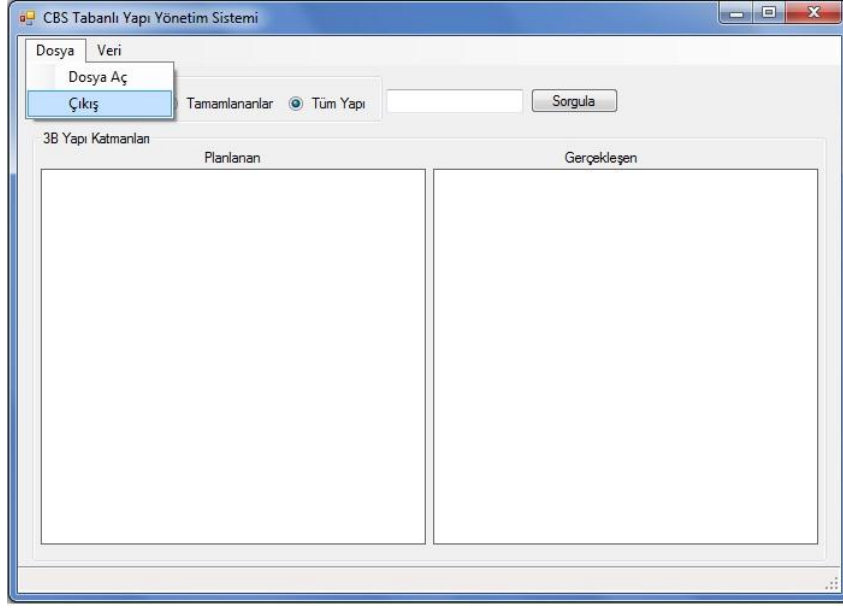 CBS Tabanlı Yapı Yönetim Sistemi
Dosya Veri
Dosya Aç
Çıkış
Tamamlananlar Tüm Yapı Sorgula
3B Yapı Katmanları
Planlanan Gerçekleşen